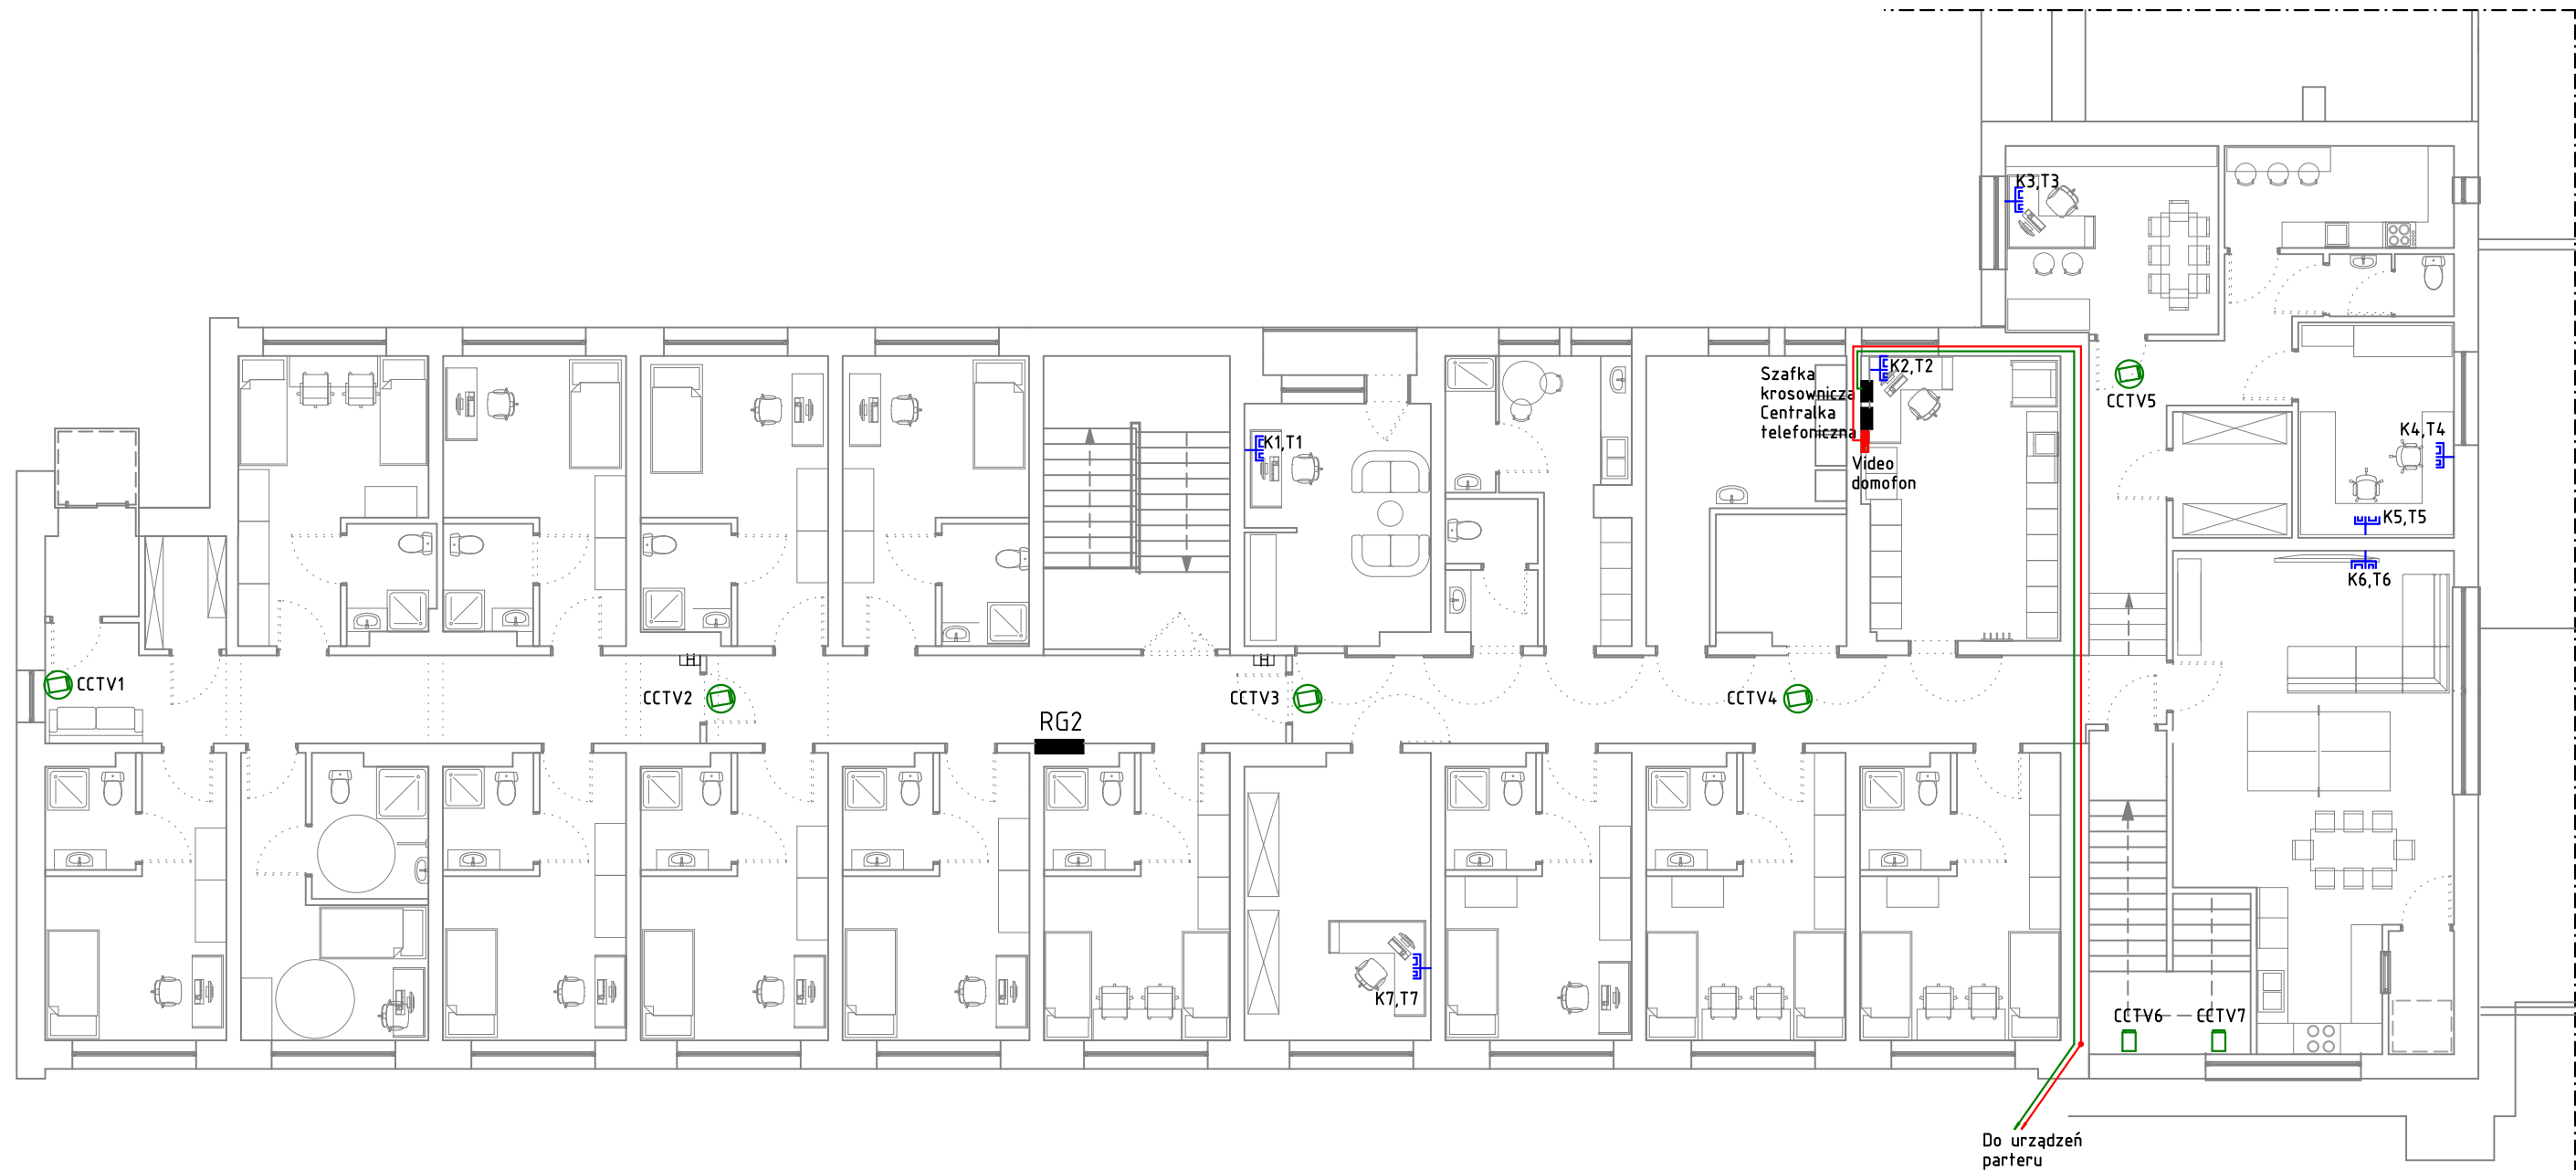 K3,T3
Szafka
krosownicza
Centralka
telefoniczna
K2,T2
CCTV5
K1,T1
K4,T4
Video
domofon
K5,T5
K6,T6
CCTV1
CCTV2
CCTV3
CCTV4
RG2
H
H
K7,T7
CCTV6
CCTV7
Do urządzeń
parteru